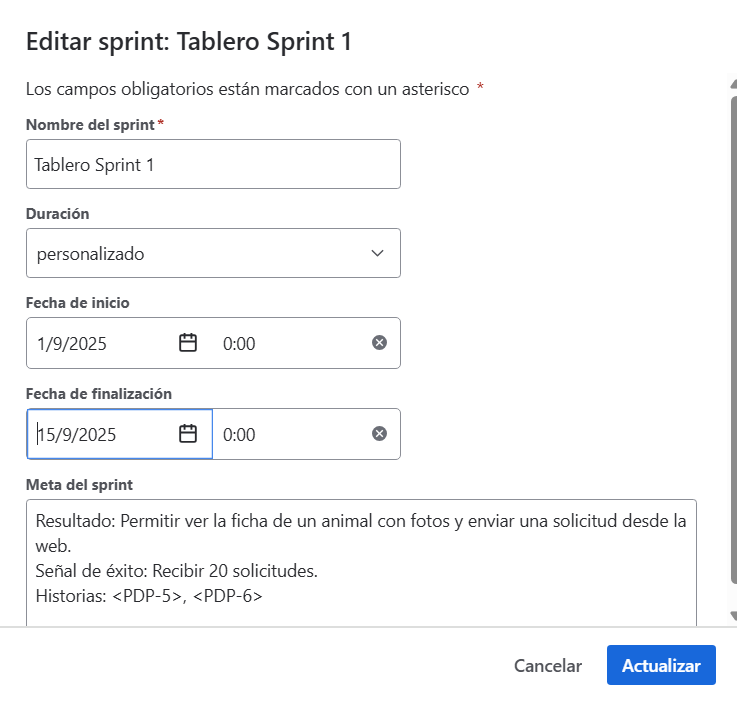 Editar sprint: Tablero Sprint 1
Los campos obligatorios están marcados con un asterisco *
Nombre del sprint*
Tablero Sprint 1
Duración
personalizado
Fecha de inicio
1/9/2025 0:00
Fecha de finalización
15/9/2025 0:00
Meta del sprint
Resultado: Permitir ver la ficha de un animal con fotos y enviar una solicitud desde la
web.
Señal de éxito: Recibir 20 solicitudes.
Historias: <PDP-5>, <PDP-6>
Cancelar Actualizar